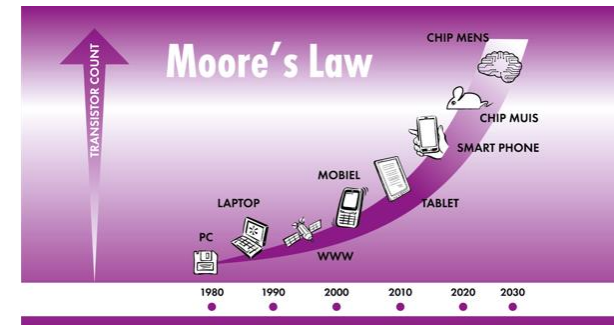 Moore's Law
TRANSISTOR COUNT
CHIP MENS
CHIP MUIS
SMART PHONE
MOBIEL
TABLET
LAPTOP
WWW
PC
1980 1990 2000 2010 2020 2030